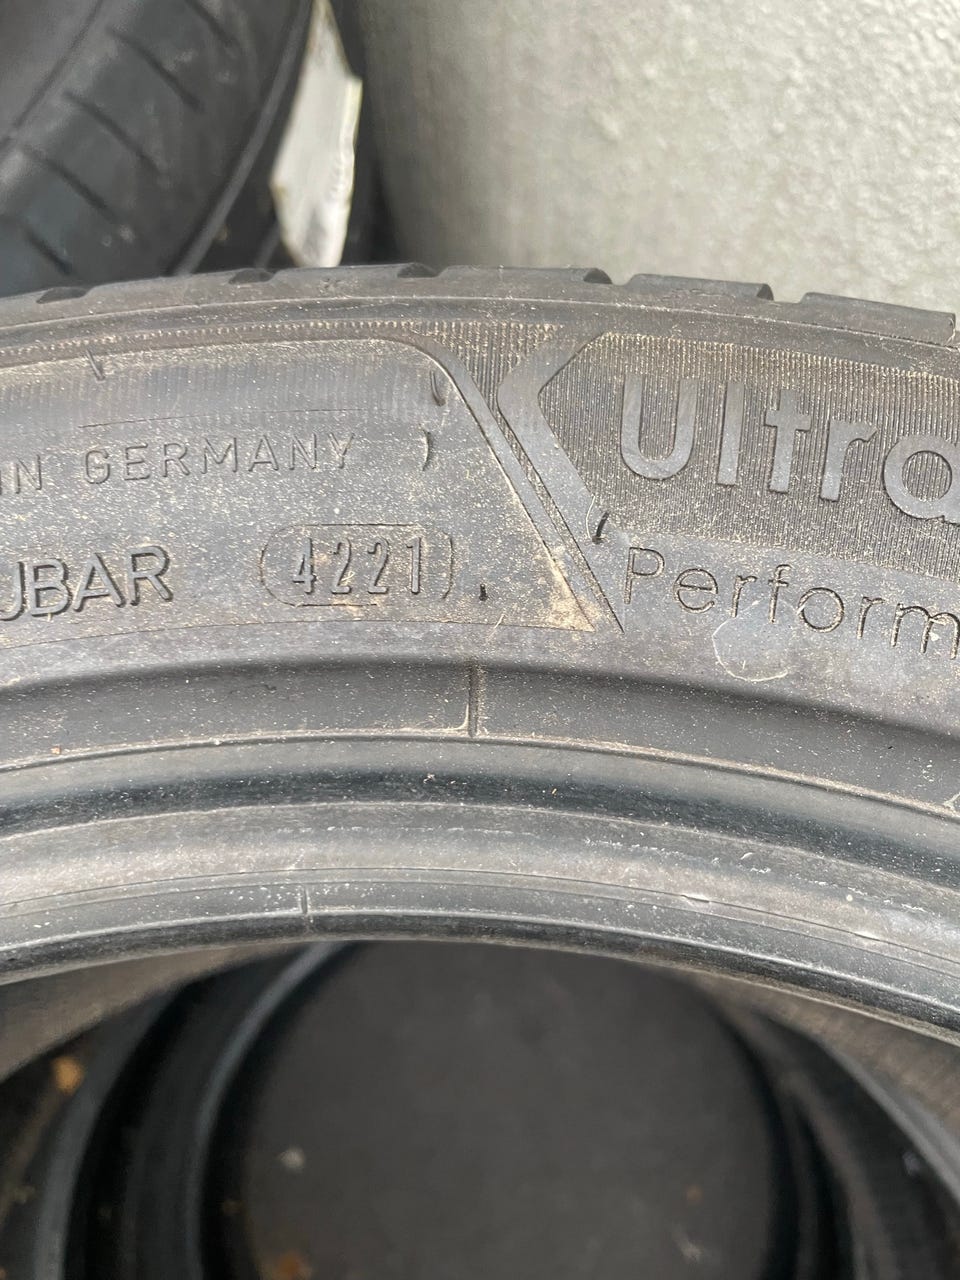 IN GERMANY
UBAR 4221
Ultra
Perform